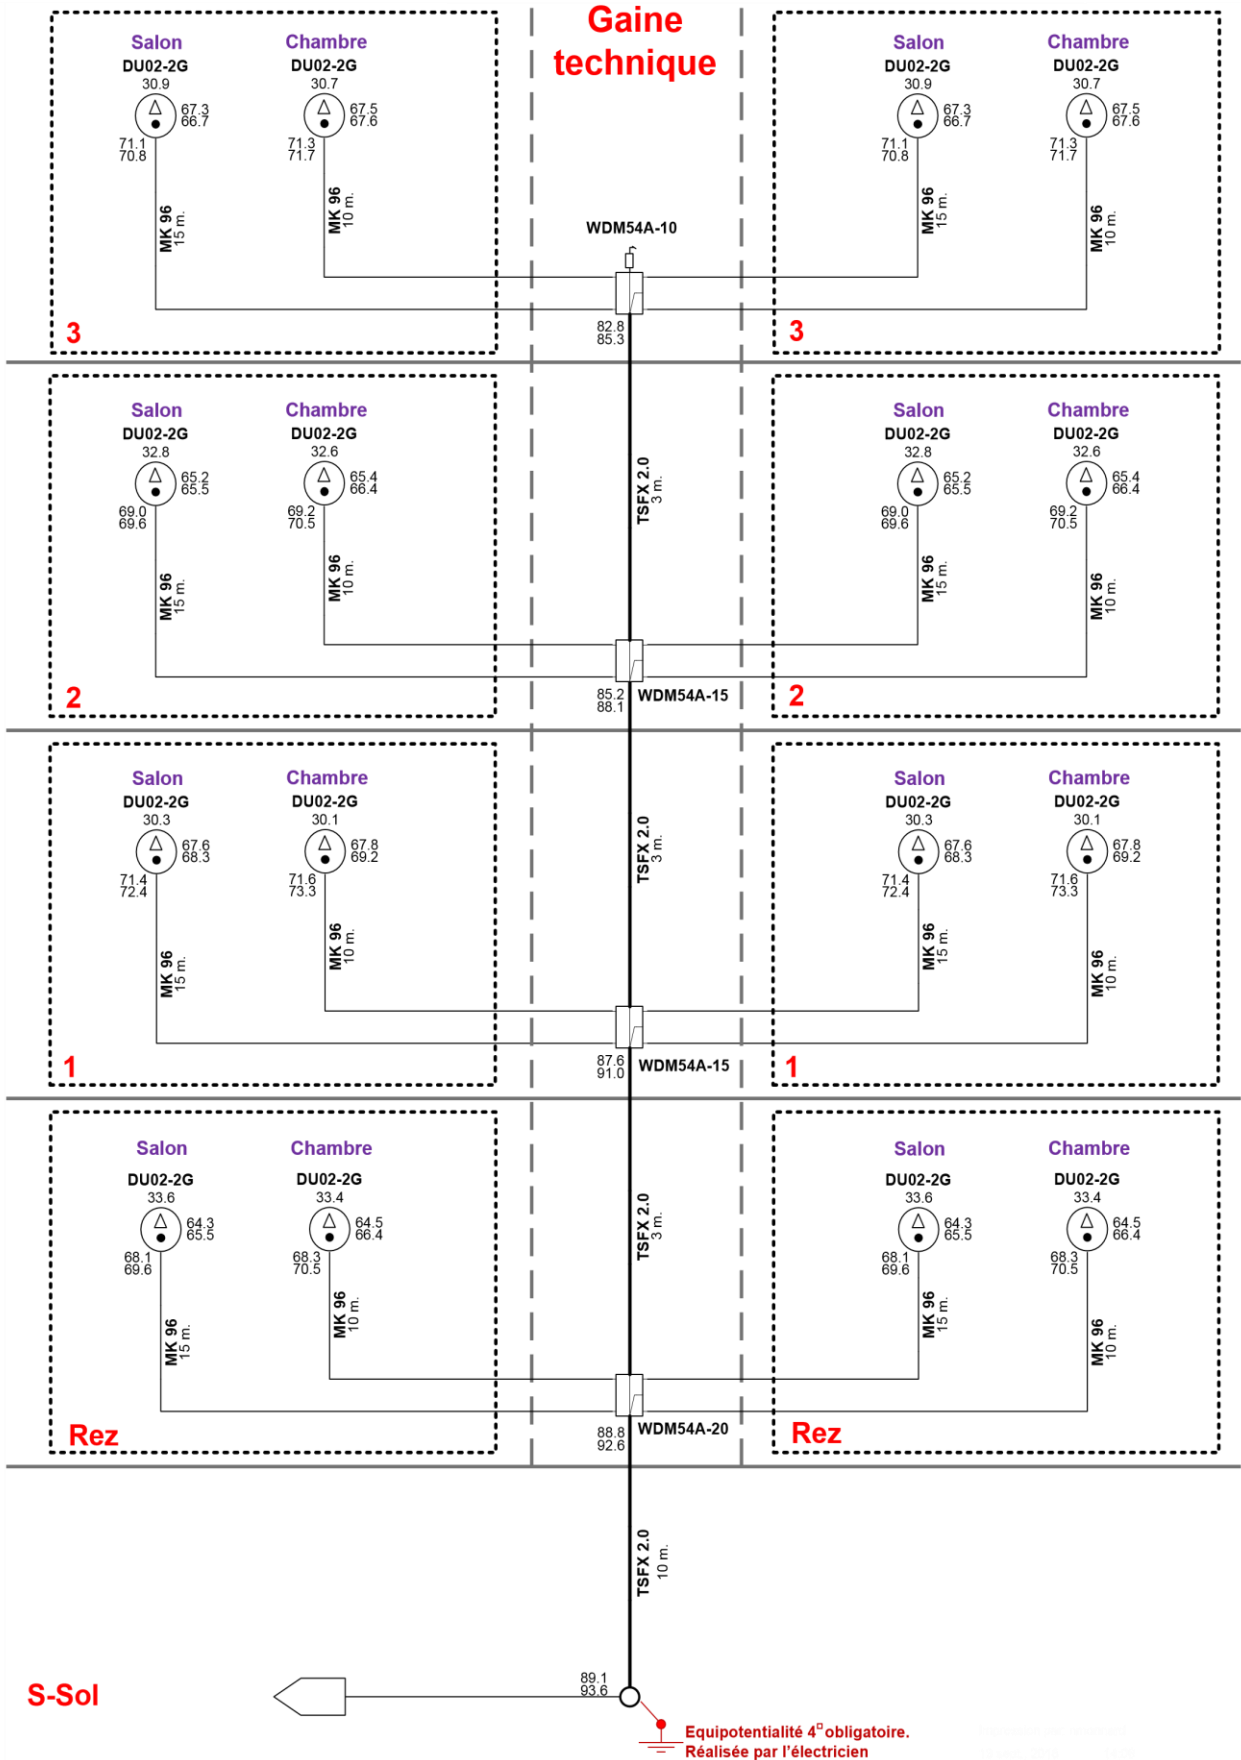 Gaine
technique
Salon
DU02-2G
30.9
67.3
66.7
71.1
70.8
MK 96
15 m.
Chambre
DU02-2G
30.7
67.5
67.6
71.3
71.7
MK 96
10 m.
3
WDM54A-10
82.8
85.3
Salon
DU02-2G
30.9
67.3
66.7
71.1
70.8
MK 96
15 m.
Chambre
DU02-2G
30.7
67.5
67.6
71.3
71.7
MK 96
10 m.
3
TSFX 2.0
3 m.
Salon
DU02-2G
32.8
65.2
65.5
69.0
69.6
MK 96
15 m.
Chambre
DU02-2G
32.6
65.4
66.4
69.2
70.5
MK 96
10 m.
2
85.2
88.1
WDM54A-15
Salon
DU02-2G
32.8
65.2
65.5
69.0
69.6
MK 96
15 m.
Chambre
DU02-2G
32.6
65.4
66.4
69.2
70.5
MK 96
10 m.
2
TSFX 2.0
3 m.
Salon
DU02-2G
30.3
67.6
68.3
71.4
72.4
MK 96
15 m.
Chambre
DU02-2G
30.1
67.8
69.2
71.6
73.3
MK 96
10 m.
1
87.6
91.0
WDM54A-15
Salon
DU02-2G
30.3
67.6
68.3
71.4
72.4
MK 96
15 m.
Chambre
DU02-2G
30.1
67.8
69.2
71.6
73.3
MK 96
10 m.
1
TSFX 2.0
3 m.
Salon
DU02-2G
33.6
64.3
65.5
68.1
69.6
MK 96
15 m.
Chambre
DU02-2G
33.4
64.5
66.4
68.3
70.5
MK 96
10 m.
Rez
88.8
92.6
WDM54A-20
Salon
DU02-2G
33.6
64.3
65.5
68.1
69.6
MK 96
15 m.
Chambre
DU02-2G
33.4
64.5
66.4
68.3
70.5
MK 96
10 m.
Rez
TSFX 2.0
10 m.
S-Sol
89.1
93.6
Equipotentialité 4□ obligatoire.
Réalisée par l'électricien